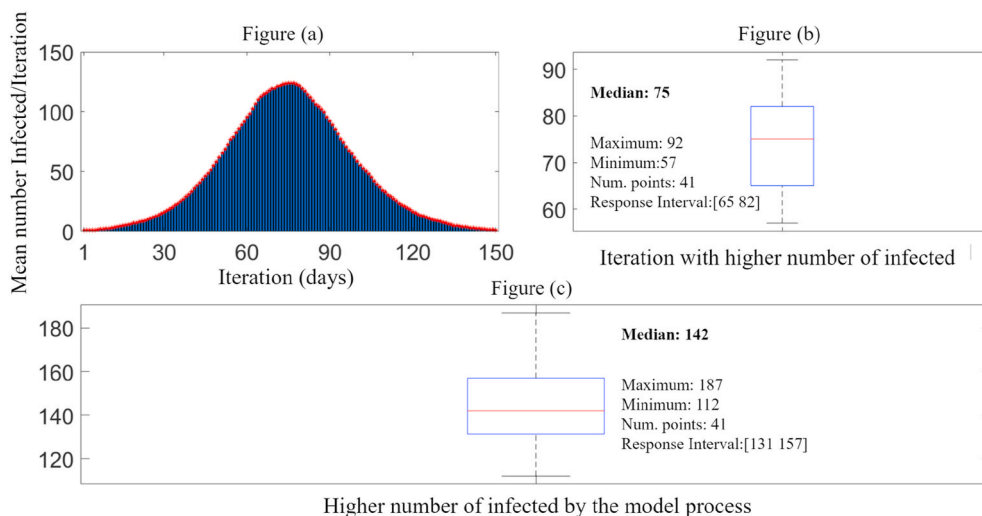 Figure (a)
Mean number Infected/Iteration
150
100
50
0
1
30
60
90
120
150
Iteration (days)
Figure (b)
90
80
70
60
Median: 75
Maximum: 92
Minimum:57
Num. points: 41
Response Interval:[65 82]
Iteration with higher number of infected
Figure (c)
180
160
140
120
Median: 142
Maximum: 187
Minimum: 112
Num. points: 41
Response Interval:[131 157]
Higher number of infected by the model process